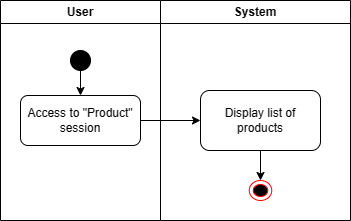 User
System
Access to "Product"
session
Display list of
products